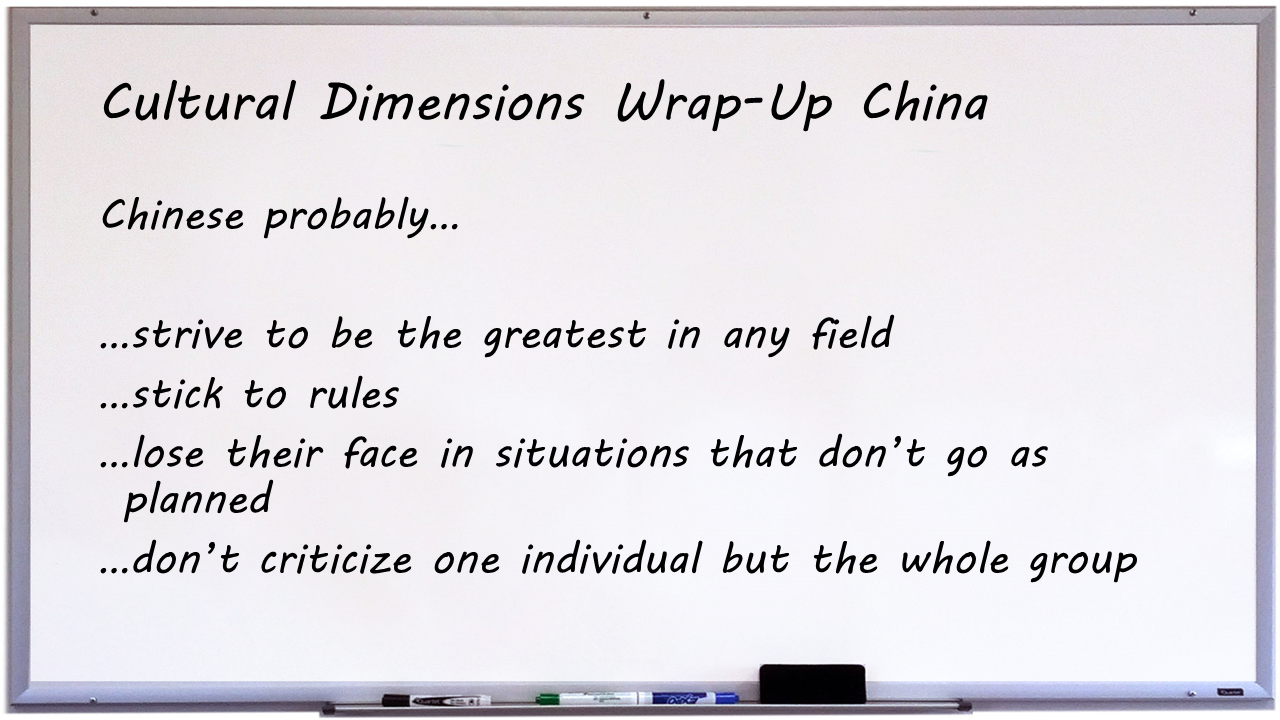 Cultural Dimensions Wrap-Up China
Chinese probably...
...strive to be the greatest in any field
...stick to rules
...lose their face in situations that don't go as
planned
...don't criticize one individual but the whole group